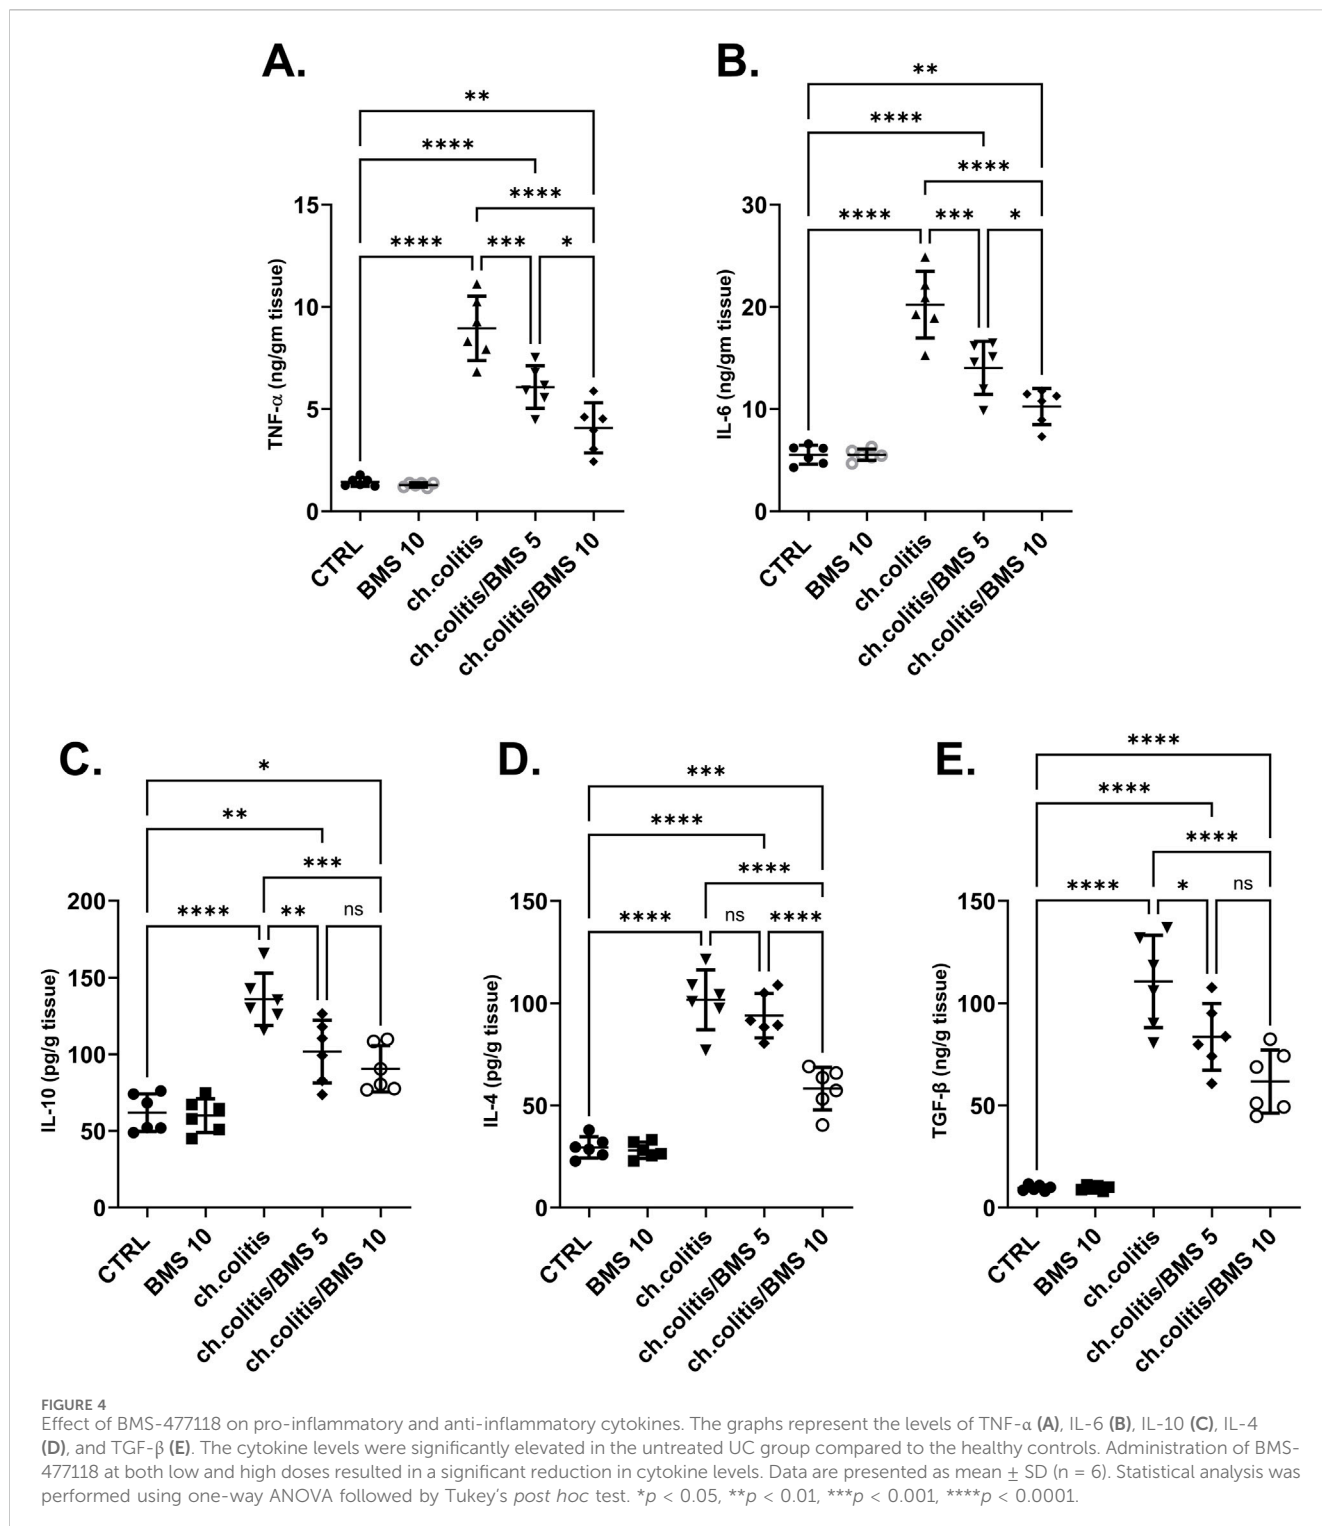 A.
**
****
****
****
***
*
TNF-α (ng/gm tissue)
15
10
5
0
CTRL
BMS 10
ch.colitis
ch.colitis/BMS 5
ch.colitis/BMS 10
B.
**
****
****
****
***
*
IL-6 (ng/gm tissue)
30
20
10
0
CTRL
BMS 10
ch.colitis
ch.colitis/BMS 5
ch.colitis/BMS 10
C.
*
**
***
****
**
ns
IL-10 (pg/g tissue)
200
150
100
50
0
CTRL
BMS 10
ch.colitis
ch.colitis/BMS 5
ch.colitis/BMS 10
D.
***
****
****
****
ns
****
IL-4 (pg/g tissue)
150
100
50
0
CTRL
BMS 10
ch.colitis
ch.colitis/BMS 5
ch.colitis/BMS 10
E.
****
****
****
****
*
ns
TGF-β (ng/g tissue)
150
100
50
0
CTRL
BMS 10
ch.colitis
ch.colitis/BMS 5
ch.colitis/BMS 10
FIGURE 4
Effect of BMS-477118 on pro-inflammatory and anti-inflammatory cytokines. The graphs represent the levels of TNF-α (A), IL-6 (B), IL-10 (C), IL-4
(D), and TGF-β (E). The cytokine levels were significantly elevated in the untreated UC group compared to the healthy controls. Administration of BMS-
477118 at both low and high doses resulted in a significant reduction in cytokine levels. Data are presented as mean ± SD (n = 6). Statistical analysis was
performed using one-way ANOVA followed by Tukey's post hoc test. *p < 0.05, **p < 0.01, ***p < 0.001, ****p < 0.0001.